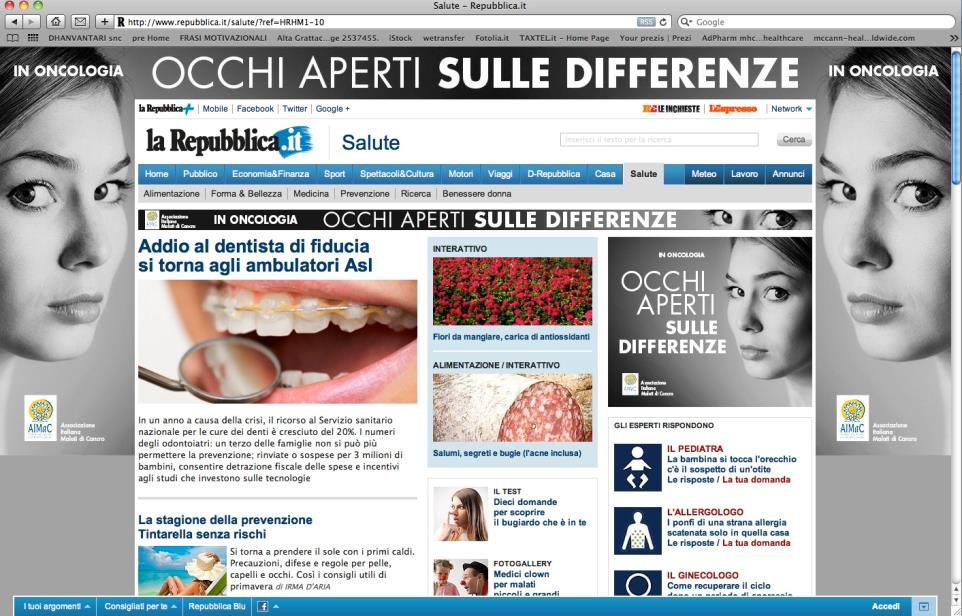 Salute – Repubblica.it
http://www.repubblica.it/salute/?ref=HRHM1-10
RSS
Google
DHANVANTARI snc
pre Home
FRASI MOTIVAZIONALI
Alta Grattac...ge 2537455.
iStock
wetransfer
Fotolia.it
TAXTEL.it – Home Page
Your prezis | Prezi
AdPharm mhc...healthcare
mccann-heal...ldwide.com
IN ONCOLOGIA
OCCHI APERTI SULLE DIFFERENZE
IN ONCOLOGIA
la Repubblica+
Mobile
Facebook
Twitter
Google +
RE LE INCHIESTE
L'Espresso
Network
la Repubblica.it
Salute
Inserisci il testo per la ricerca
Cerca
Home
Pubblico
Economia&Finanza
Sport
Spettacoli&Cultura
Motori
Viaggi
D-Repubblica
Casa
Salute
Meteo
Lavoro
Annunci
Alimentazione | Forma & Bellezza | Medicina | Prevenzione | Ricerca | Benessere donna
AIMaC
Associazione
Italiana
Malati di Cancro
IN ONCOLOGIA
OCCHI APERTI SULLE DIFFERENZE
Addio al dentista di fiducia
si torna agli ambulatori Asl
In un anno a causa della crisi, il ricorso al Servizio sanitario
nazionale per le cure dei denti è cresciuto del 20%. I numeri
degli odontoiatri: un terzo delle famiglie non si può più
permettere la prevenzione; rinviate o sospese per 3 milioni di
bambini, consentire detrazione fiscale delle spese e incentivi
agli studi che investono sulle tecnologie
La stagione della prevenzione
Tintarella senza rischi
Si torna a prendere il sole con i primi caldi.
Precauzioni, difese e regole per pelle,
capelli e occhi. Così i consigli utili di
primavera di IRMA D'ARIA
INTERATTIVO
Fiori da mangiare, carica di antiossidanti
ALIMENTAZIONE / INTERATTIVO
Salumi, segreti e bugie (l'acne inclusa)
IL TEST
Dieci domande
per scoprire
il bugiardo che è in te
FOTOGALLERY
Medici clown
per malati
piccoli e grandi
IN ONCOLOGIA
OCCHI
APERTI
SULLE
DIFFERENZE
AIMaC
Associazione
Italiana
Malati di Cancro
GLI ESPERTI RISPONDONO
IL PEDIATRA
La bambina si tocca l'orecchio
c'è il sospetto di un'otite
Le risposte / La tua domanda
L'ALLERGOLOGO
I ponfi di una strana allergia
scatenata solo in quella casa
Le risposte / La tua domanda
IL GINECOLOGO
Come recuperare il ciclo
dopo un periodo di sporcos
AIMaC
Associazione
Italiana
Malati di Cancro
AIMaC
Associazione
Italiana
Malati di Cancro
I tuoi argomenti
Consigliati per te
Repubblica Blu
Accedi